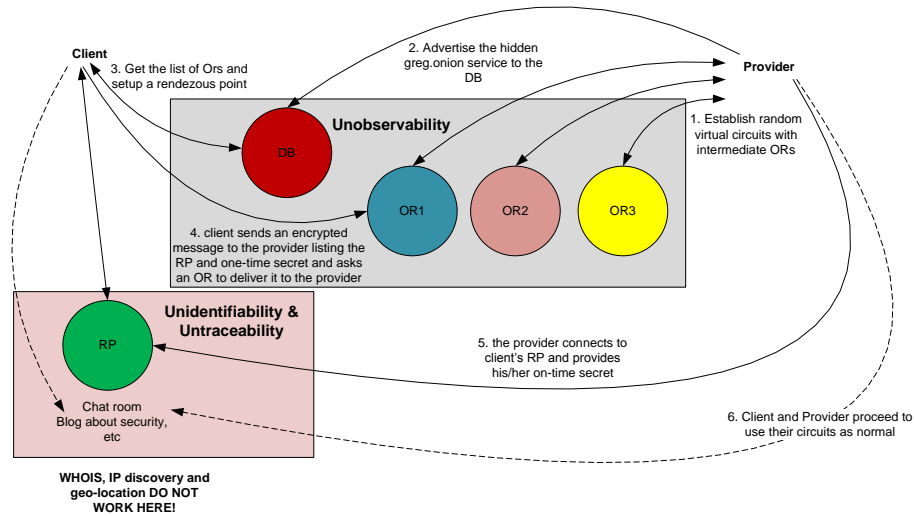 Client
2. Advertise the hidden
greg.onion service to the
DB
Provider
3. Get the list of Ors and
setup a rendezous point
1. Establish random
virtual circuits with
intermediate ORs
Unobservability
DB
OR1
OR2
OR3
4. client sends an encrypted
message to the provider listing the
RP and one-time secret and asks
an OR to deliver it to the provider
Unidentifiability &
Untraceability
RP
5. the provider connects to
client's RP and provides
his/her on-time secret
Chat room
Blog about security,
etc
6. Client and Provider proceed to
use their circuits as normal
WHOIS, IP discovery and
geo-location DO NOT
WORK HERE!